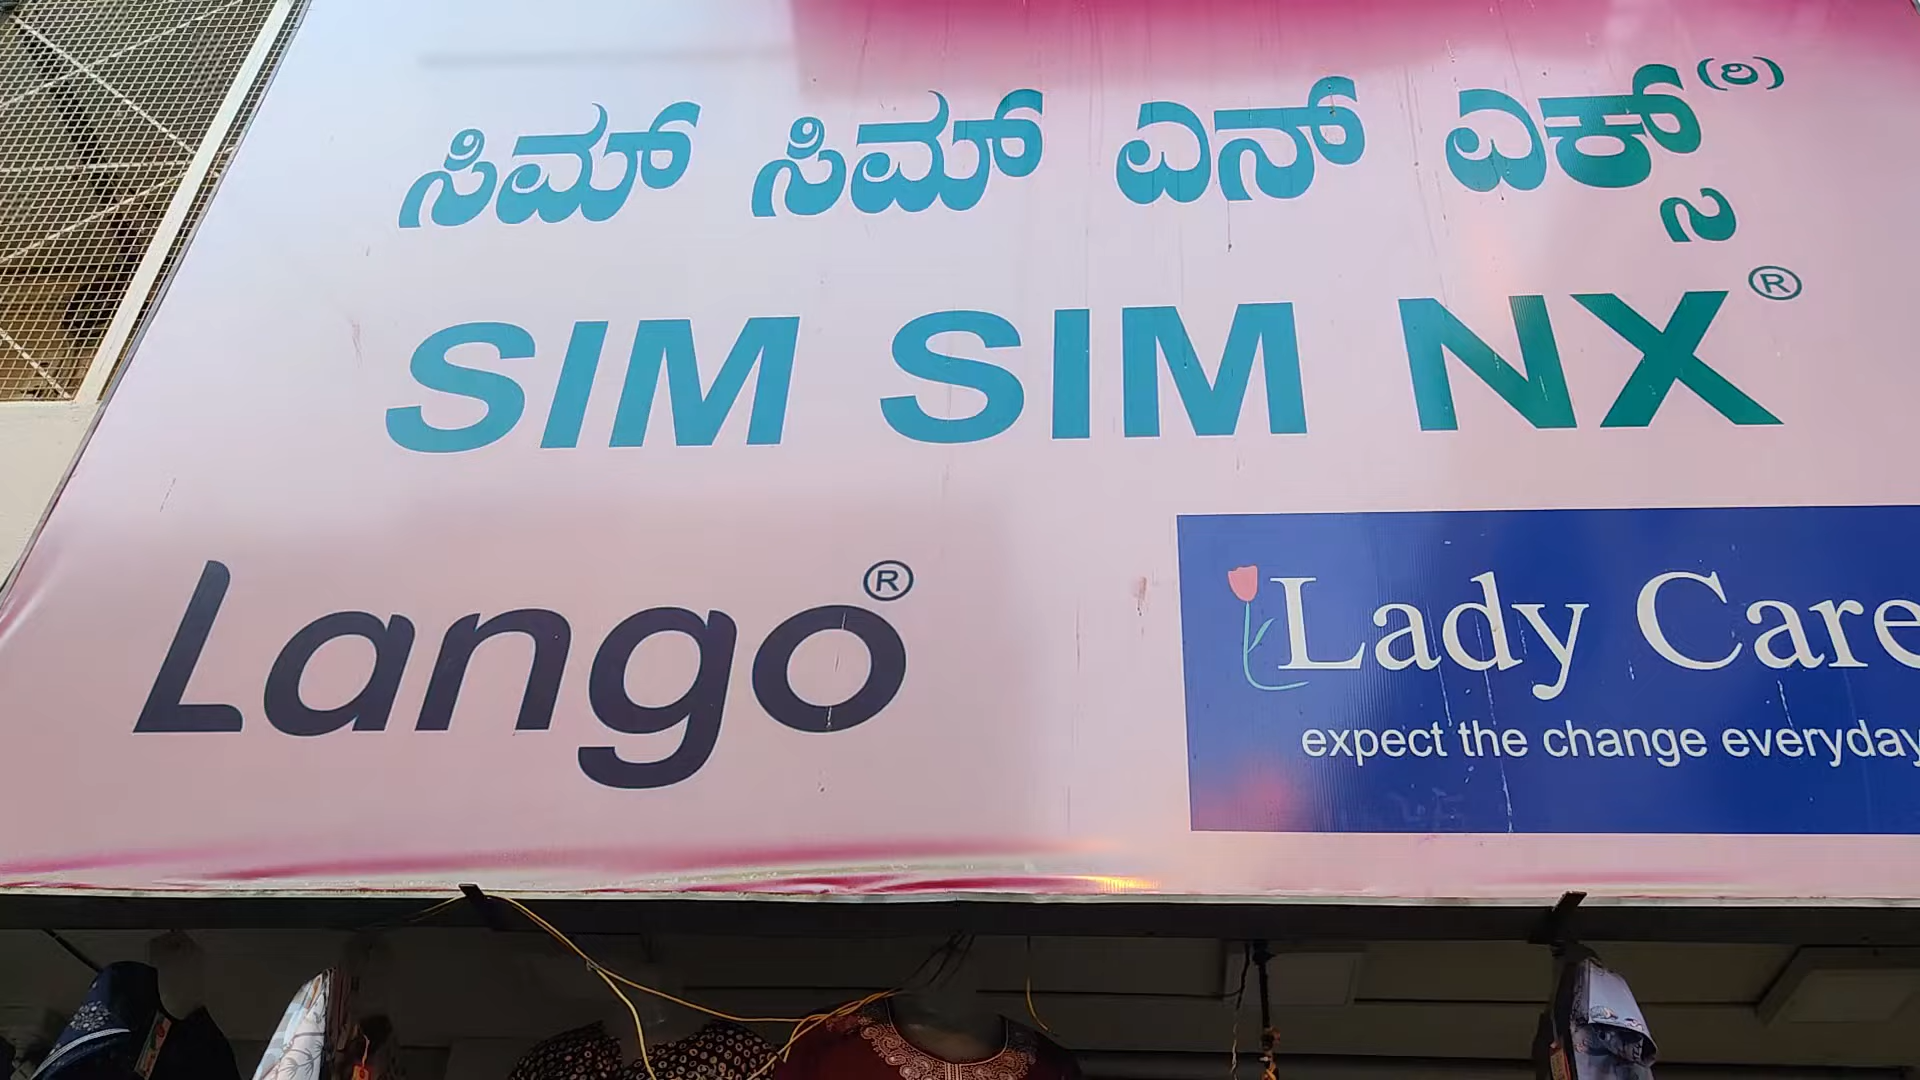 ಸಿಮ್ ಸಿಮ್ ಎನ್ ಎಕ್ಸ್ (ರಿ)
SIM SIM NX®
Lango®
Lady Care
expect the change everyday